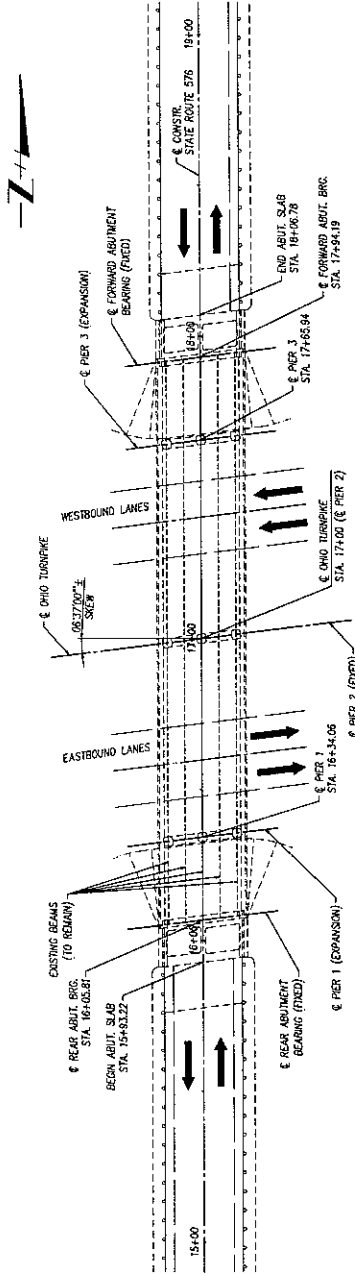 Z
19+00
℄ CONSTR.
STATE ROUTE 576
℄ FORWARD ABUTMENT
BEARING (FIXED)
℄ PIER 3 (EXPANSION)
18+00
END ABUT. SLAB
STA. 18+06.78
℄ FORWARD ABUT. BRG.
STA. 17+94.19
℄ PIER 3
STA. 17+65.94
WESTBOUND LANES
℄ OHIO TURNPIKE
06°37'00"±
SKEW
17+00
℄ OHIO TURNPIKE
STA. 17+00 (℄ PIER 2)
℄ PIER 2 (FIXED)
EASTBOUND LANES
℄ PIER 1
STA. 16+34.06
EXISTING BEAMS
(TO REMAIN)
℄ REAR ABUT. BRG.
STA. 16+05.81
BEGIN ABUT. SLAB
STA. 15+93.22
16+00
℄ PIER 1 (EXPANSION)
℄ REAR ABUTMENT
BEARING (FIXED)
15+00